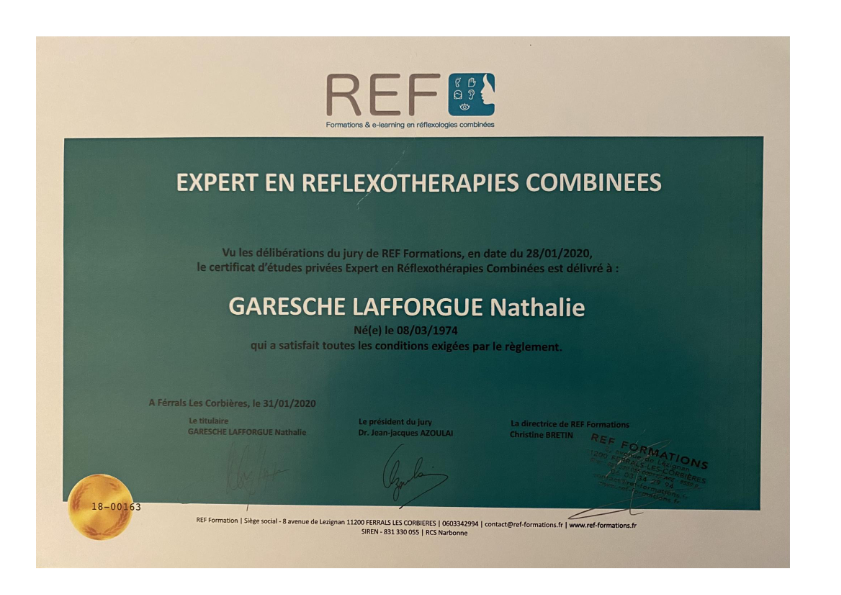 REF
Formations & e-learning en réflexologies combinées
EXPERT EN REFLEXOTHERAPIES COMBINEES
Vu les délibérations du jury de REF Formations, en date du 28/01/2020,
le certificat d'études privées Expert en Réflexothérapies Combinées est délivré à :
GARESCHE LAFFORGUE Nathalie
Né(e) le 08/03/1974
qui a satisfait toutes les conditions exigées par le règlement.
A Férrals Les Corbières, le 31/01/2020
Le titulaire
GARESCHE LAFFORGUE Nathalie
Le président du jury
Dr. Jean-jacques AZOULAI
La directrice de REF Formations
Christine BRETIN
REF FORMATIONS
FERRALS LES CORBIERES
18-00163
REF Formation | Siège social - 8 avenue de Lezignan 11200 FERRALS LES CORBIERES | 0603342994 | contact@ref-formations.fr | www.ref-formations.fr
SIREN - 831 330 055 | RCS Narbonne